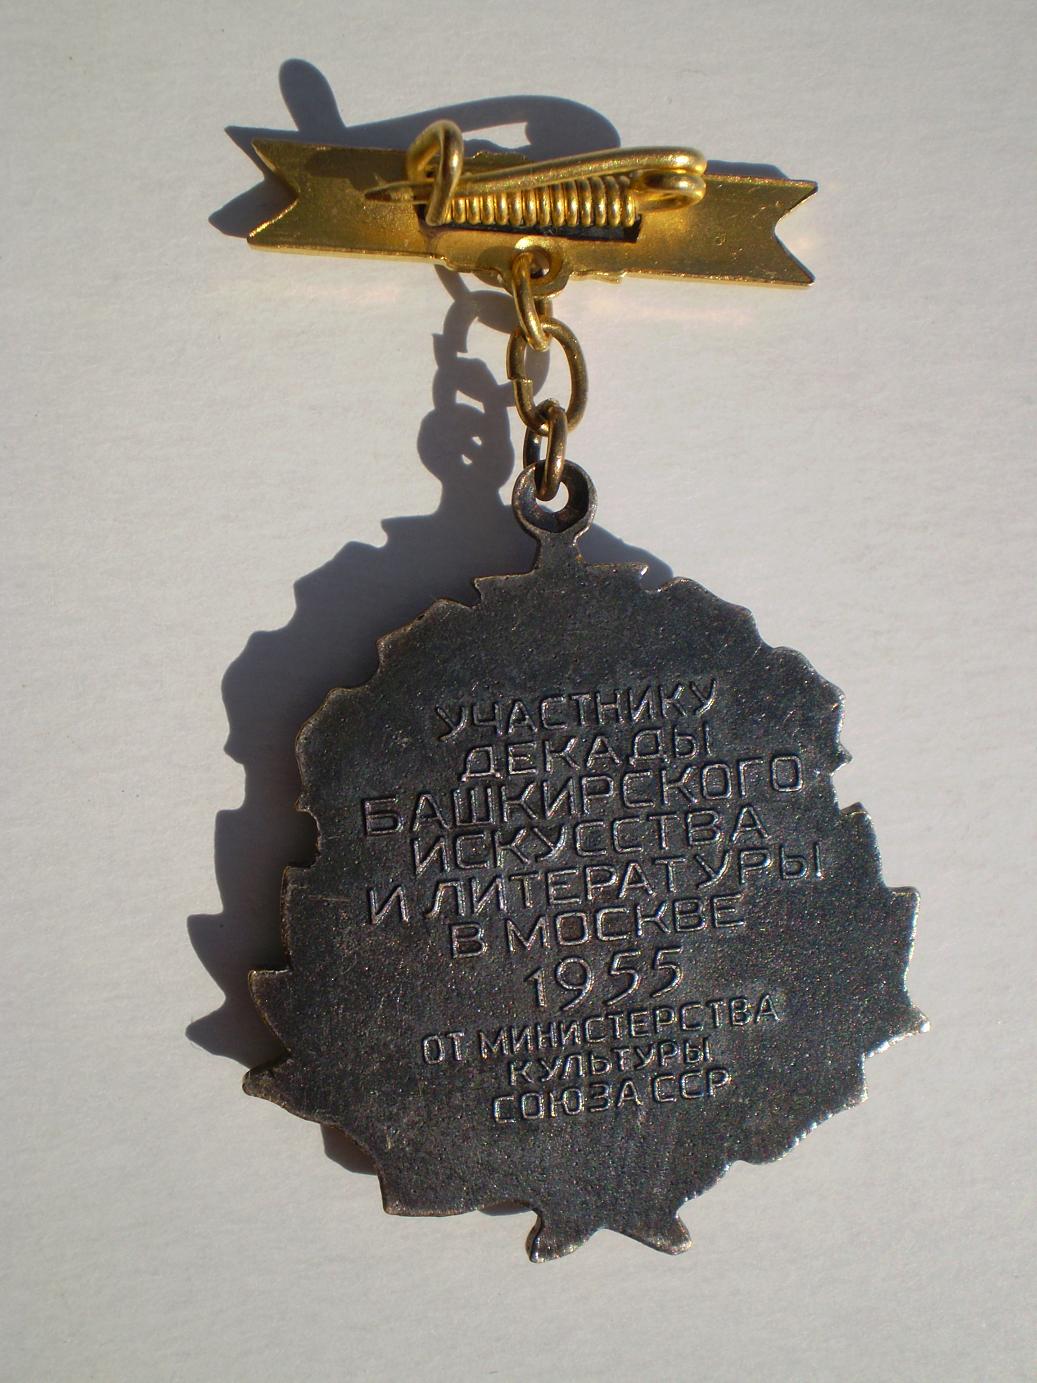 УЧАСТНИКУ
ДЕКАДЫ
БАШКИРСКОГО
ИСКУССТВА
И ЛИТЕРАТУРЫ
В МОСКВЕ
1955
ОТ МИНИСТЕРСТВА
КУЛЬТУРЫ
СОЮЗА ССР